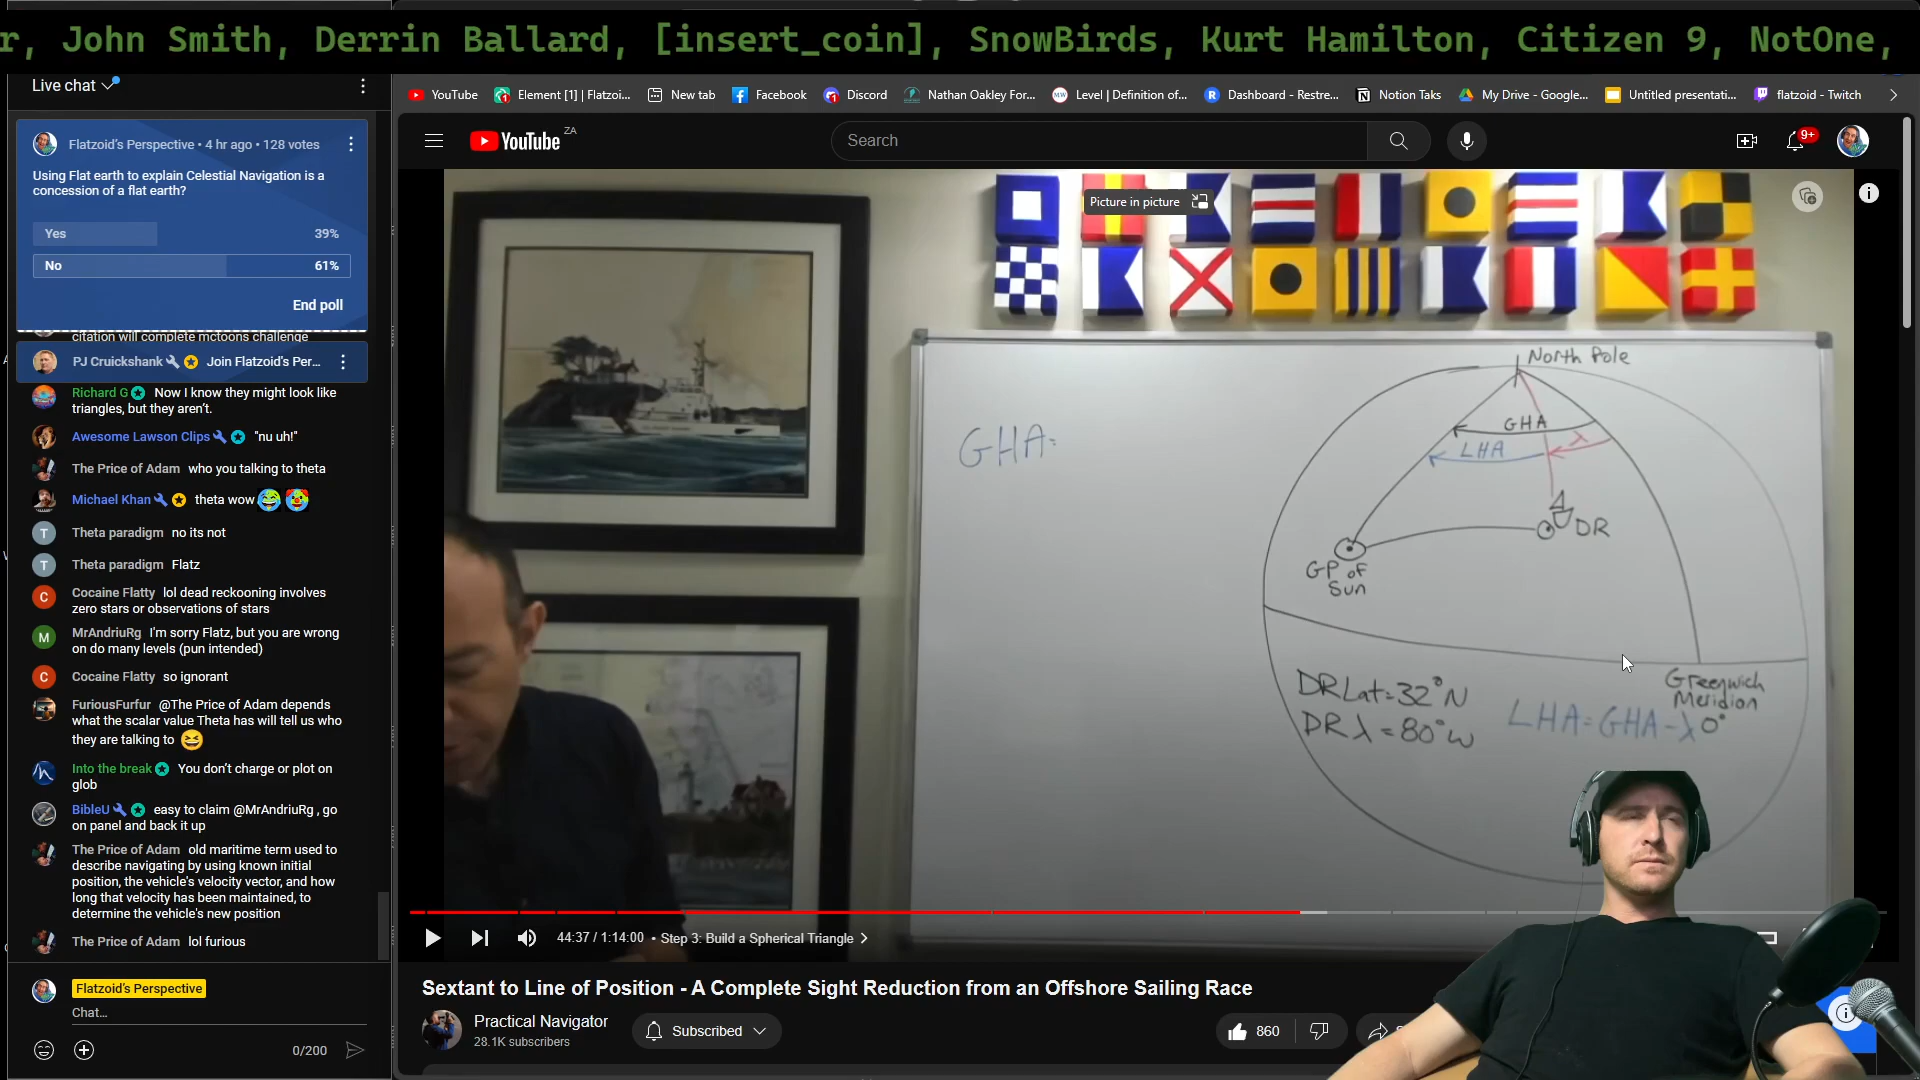 r, John Smith, Derrin Ballard, [insert_coin], SnowBirds, Kurt Hamilton, Citizen 9, NotOne,
Live chat
YouTube
Element [1] | Flatzoi...
New tab
Facebook
Discord
Nathan Oakley For...
Level | Definition of...
Dashboard - Restre...
Notion Taks
My Drive - Google...
Untitled presentati...
flatzoid - Twitch
Flatzoid's Perspective • 4 hr ago • 128 votes
Using Flat earth to explain Celestial Navigation is a
concession of a flat earth?
Yes 39%
No 61%
End poll
citation will complete mctoons challenge
PJ Cruickshank Join Flatzoid's Per...
Richard G Now I know they might look like
triangles, but they aren't.
Awesome Lawson Clips "nu uh!"
The Price of Adam who you talking to theta
Michael Khan theta wow
T Theta paradigm no its not
T Theta paradigm Flatz
C Cocaine Flatty lol dead reckooning involves
zero stars or observations of stars
M MrAndriuRg I'm sorry Flatz, but you are wrong
on do many levels (pun intended)
C Cocaine Flatty so ignorant
FuriousFurfur @The Price of Adam depends
what the scalar value Theta has will tell us who
they are talking to
Into the break You don't charge or plot on
glob
BibleU easy to claim @MrAndriuRg , go
on panel and back it up
The Price of Adam old maritime term used to
describe navigating by using known initial
position, the vehicle's velocity vector, and how
long that velocity has been maintained, to
determine the vehicle's new position
The Price of Adam lol furious
Flatzoid's Perspective
Chat...
0/200
YouTube ZA
Search
9+
Picture in picture
North Pole
GHA
LHA λ
GHA=
DR
GP of
Sun
Greenwich
Meridion
0°
DR Lat=32°N
DR λ = 80°W
LHA=GHA-λ
44:37 / 1:14:00 • Step 3: Build a Spherical Triangle
Sextant to Line of Position - A Complete Sight Reduction from an Offshore Sailing Race
Practical Navigator
28.1K subscribers
Subscribed
860